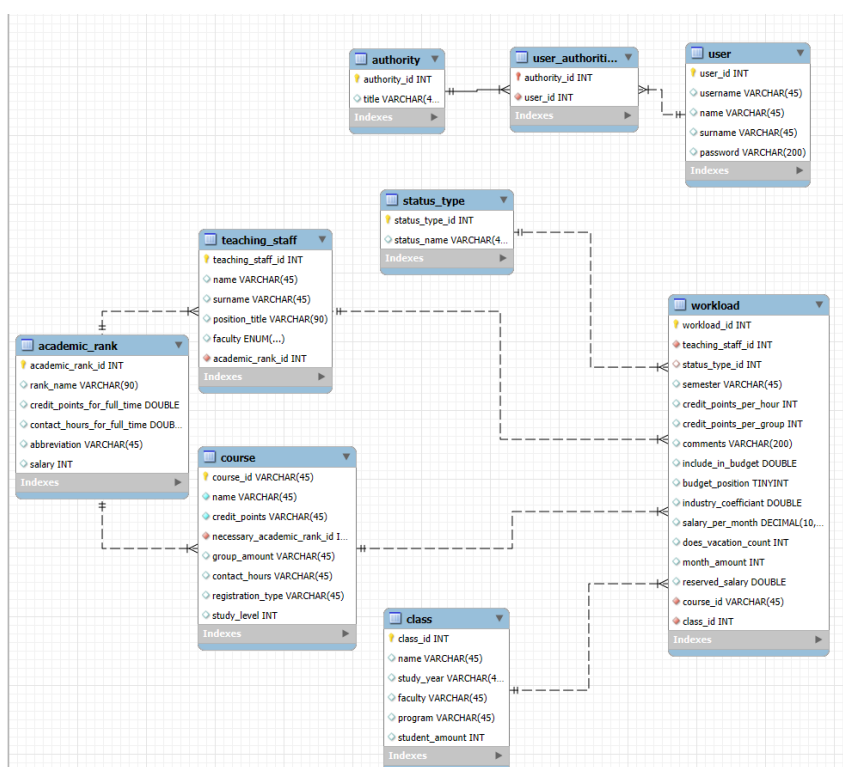 authority
authority_id INT
title VARCHAR(4...
Indexes
user_authoriti...
authority_id INT
user_id INT
Indexes
user
user_id INT
username VARCHAR(45)
name VARCHAR(45)
surname VARCHAR(45)
password VARCHAR(200)
Indexes
status_type
status_type_id INT
status_name VARCHAR(4...
Indexes
teaching_staff
teaching_staff_id INT
name VARCHAR(45)
surname VARCHAR(45)
position_title VARCHAR(90)
faculty ENUM(...)
academic_rank_id INT
Indexes
academic_rank
academic_rank_id INT
rank_name VARCHAR(90)
credit_points_for_full_time DOUBLE
contact_hours_for_full_time DOUB...
abbreviation VARCHAR(45)
salary INT
Indexes
course
course_id VARCHAR(45)
name VARCHAR(45)
credit_points VARCHAR(45)
necessary_academic_rank_id I...
group_amount VARCHAR(45)
contact_hours VARCHAR(45)
registration_type VARCHAR(45)
study_level INT
Indexes
workload
workload_id INT
teaching_staff_id INT
status_type_id INT
semester VARCHAR(45)
credit_points_per_hour INT
credit_points_per_group INT
comments VARCHAR(200)
include_in_budget DOUBLE
budget_position TINYINT
industry_coefficiant DOUBLE
salary_per_month DECIMAL(10,...
does_vacation_count INT
month_amount INT
reserved_salary DOUBLE
course_id VARCHAR(45)
class_id INT
Indexes
class
class_id INT
name VARCHAR(45)
study_year VARCHAR(4...
faculty VARCHAR(45)
program VARCHAR(45)
student_amount INT
Indexes